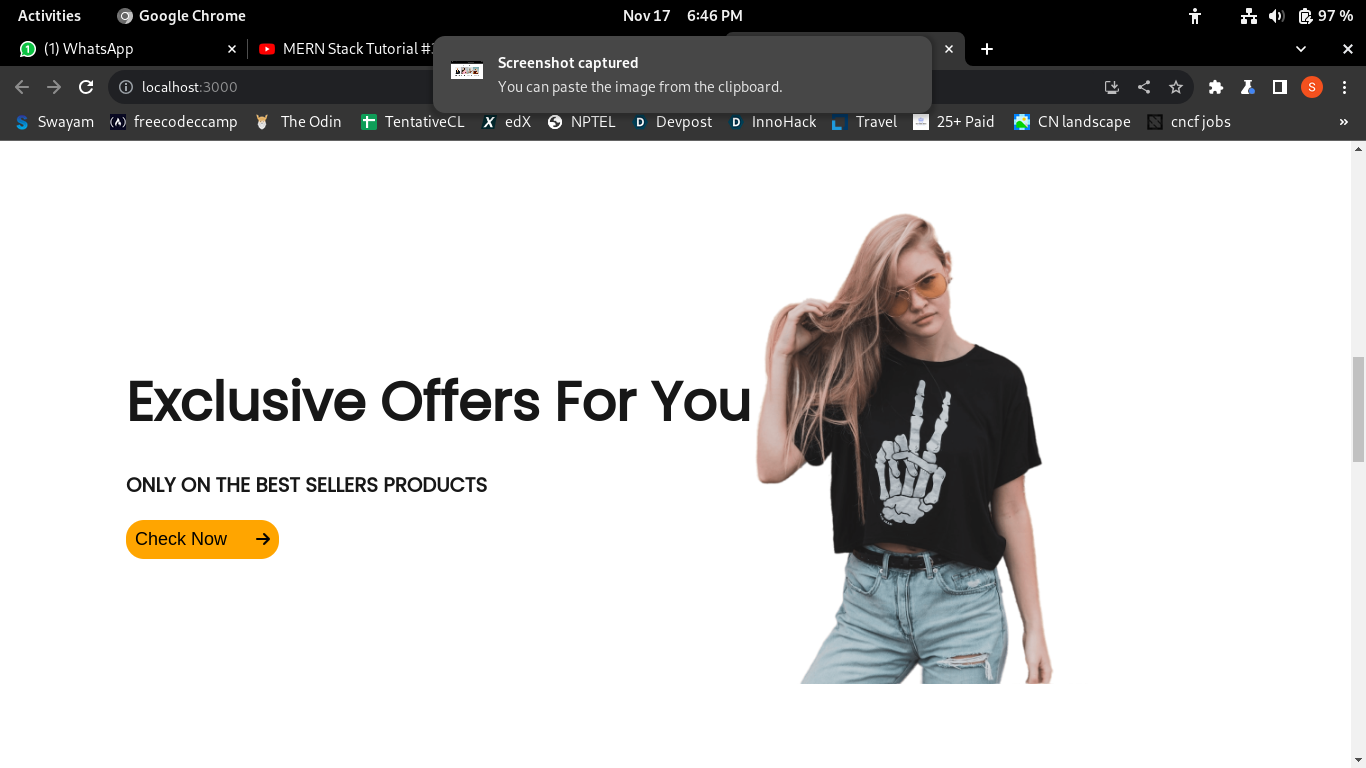 Activities
Google Chrome
Nov 17 6:46 PM
97 %
(1) WhatsApp
MERN Stack Tutorial
Screenshot captured
You can paste the image from the clipboard.
localhost:3000
S
Swayam
freecodeccamp
The Odin
TentativeCL
edX
NPTEL
Devpost
InnoHack
Travel
25+ Paid
CN landscape
cncf jobs
»
Exclusive Offers For You
ONLY ON THE BEST SELLERS PRODUCTS
Check Now